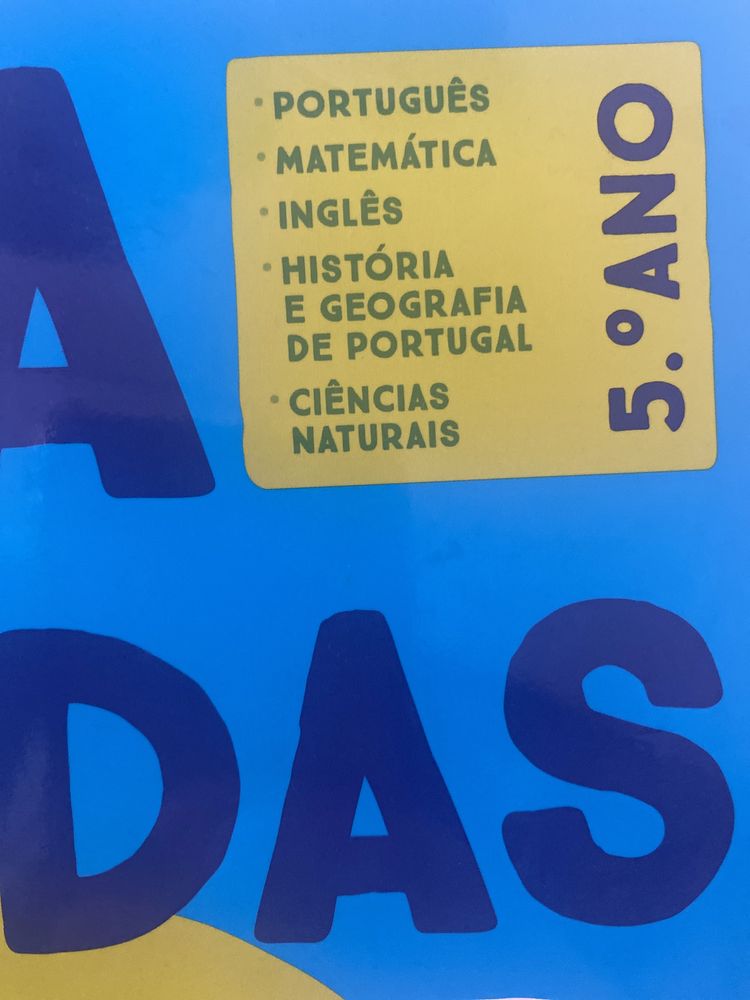 A
· PORTUGUÊS
· MATEMÁTICA
· INGLÊS
· HISTÓRIA
E GEOGRAFIA
DE PORTUGAL
· CIÊNCIAS
NATURAIS
5.º ANO
DAS